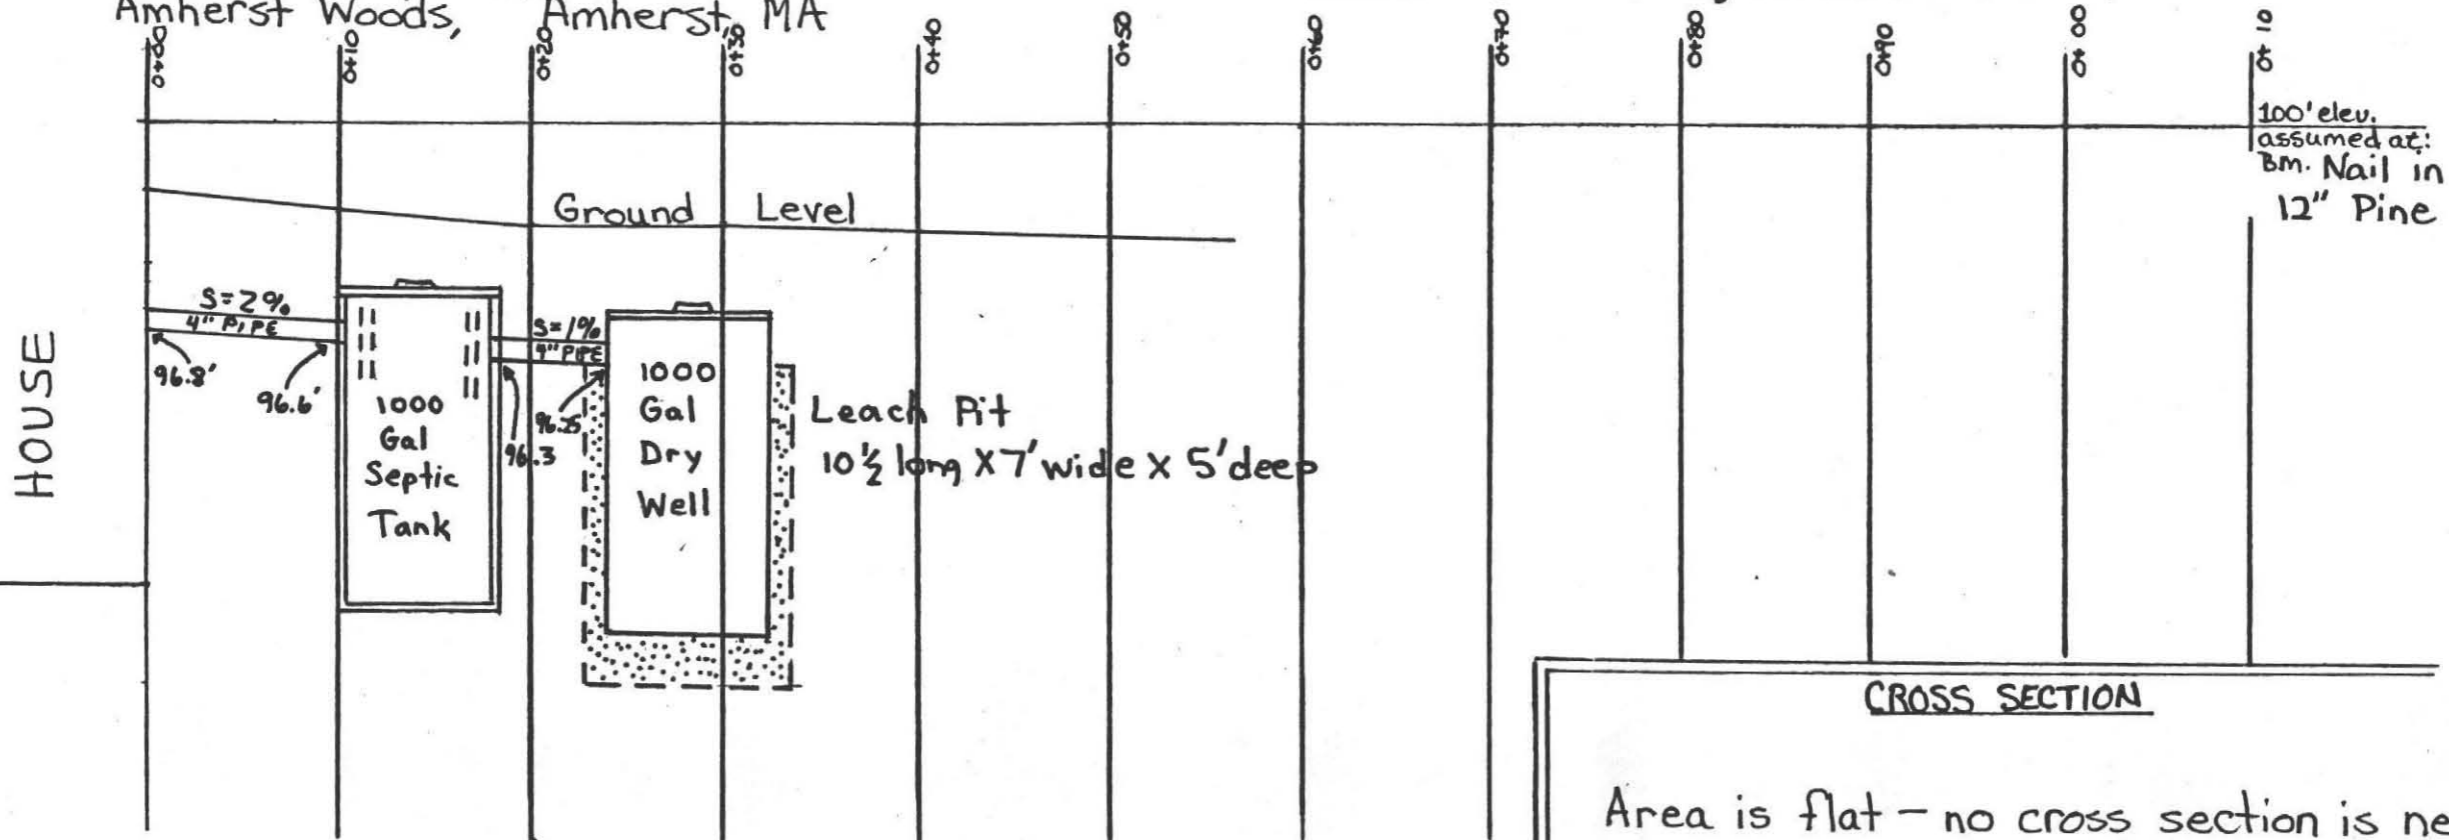 Amherst Woods, Amherst, MA
0+00
0+10
0+20
0+30
0+40
0+50
0+60
0+70
0+80
0+90
0+00
0+10
100' elev.
assumed at:
Bm. Nail in
12" Pine
Ground Level
HOUSE
S=2%
4" PIPE
96.8'
96.6'
1000
Gal
Septic
Tank
S=1%
4" PIPE
96.25
96.3
1000
Gal
Dry
Well
Leach Pit
10½ long X 7' wide x 5' deep
CROSS SECTION
Area is flat — no cross section is ne